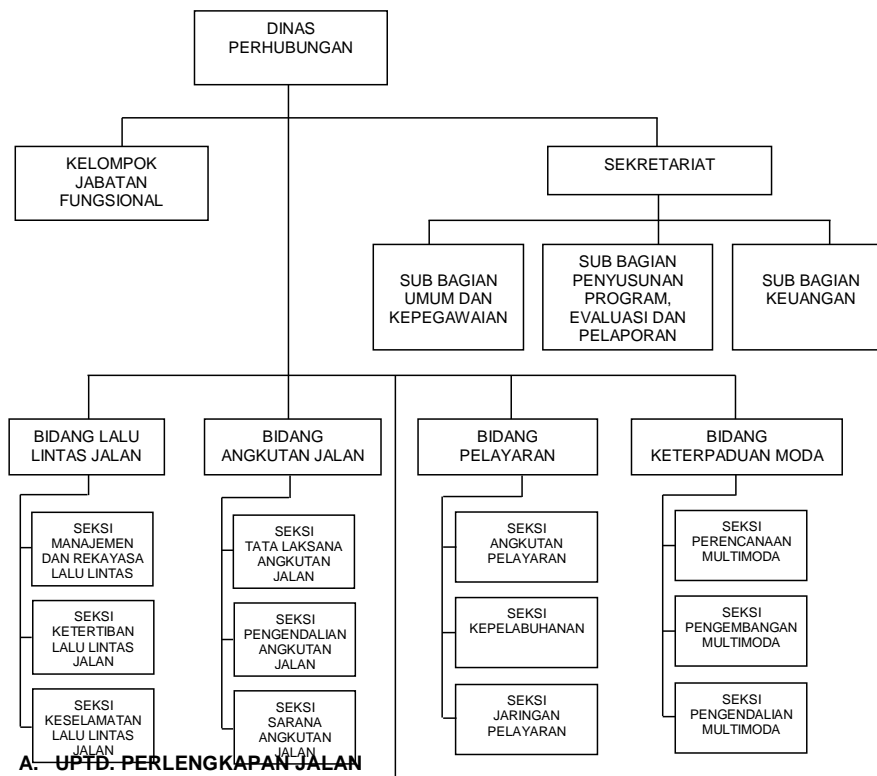 DINAS
PERHUBUNGAN
KELOMPOK
JABATAN
FUNGSIONAL
SEKRETARIAT
SUB BAGIAN
UMUM DAN
KEPEGAWAIAN
SUB BAGIAN
PENYUSUNAN
PROGRAM,
EVALUASI DAN
PELAPORAN
SUB BAGIAN
KEUANGAN
BIDANG LALU
LINTAS JALAN
BIDANG
ANGKUTAN JALAN
BIDANG
PELAYARAN
BIDANG
KETERPADUAN MODA
SEKSI
MANAJEMEN
DAN REKAYASA
LALU LINTAS
SEKSI
TATA LAKSANA
ANGKUTAN
JALAN
SEKSI
ANGKUTAN
PELAYARAN
SEKSI
PERENCANAAN
MULTIMODA
SEKSI
KETERTIBAN
LALU LINTAS
JALAN
SEKSI
PENGENDALIAN
ANGKUTAN
JALAN
SEKSI
KEPELABUHANAN
SEKSI
PENGEMBANGAN
MULTIMODA
SEKSI
KESELAMATAN
LALU LINTAS
JALAN
SEKSI
SARANA
ANGKUTAN
JALAN
SEKSI
JARINGAN
PELAYARAN
SEKSI
PENGENDALIAN
MULTIMODA
A. UPTD. PERLENGKAPAN JALAN